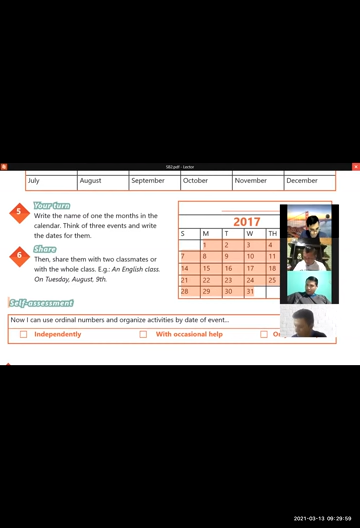 S82.pdf - Lector
July August September October November December
5 Your turn
Write the name of one the months in the
calendar. Think of three events and write
the dates for them.
6 Share
Then, share them with two classmates or
with the whole class. E.g.: An English class.
On Tuesday, August, 9th.
2017
S M T W TH
1 2 3 4
7 8 9 10 11
14 15 16 17 18
21 22 23 24 25
28 29 30 31
Self-assessment
Now I can use ordinal numbers and organize activities by date of event...
Independently With occasional help
2021-03-13 09:29:59